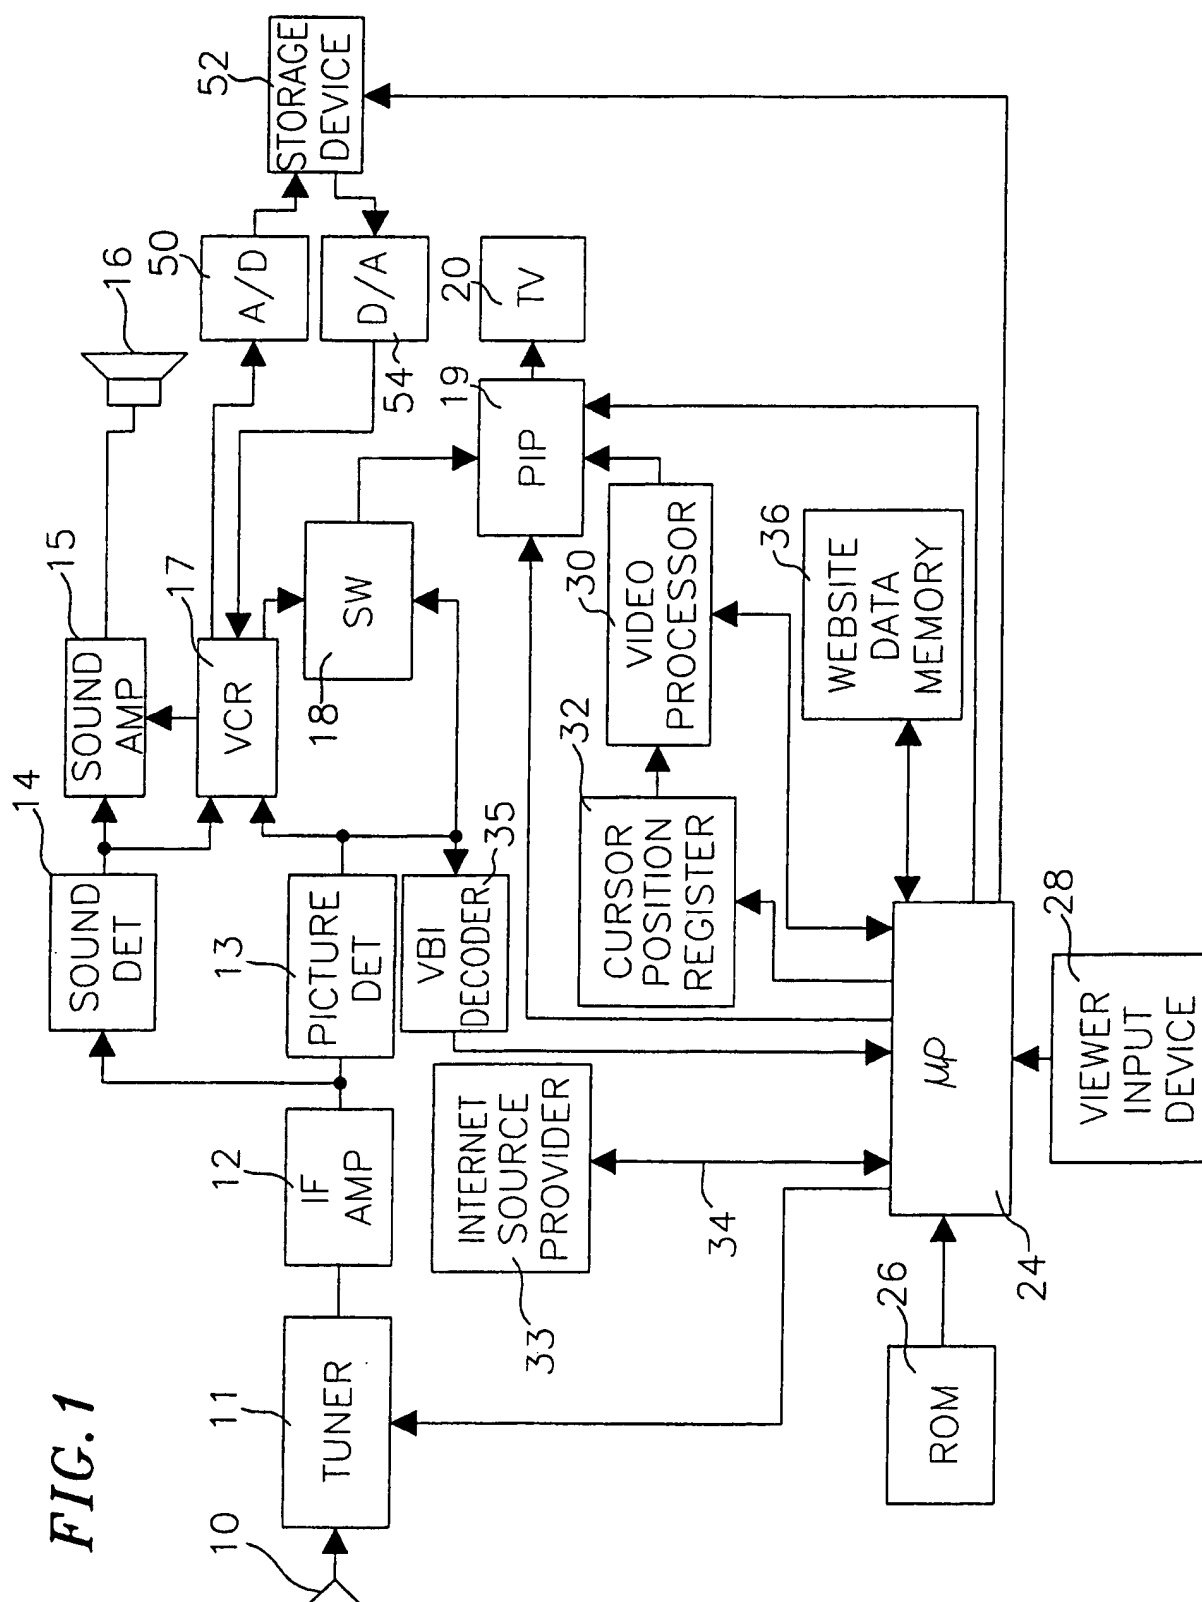 FIG. 1
10
11
TUNER
12
IF
AMP
13
PICTURE
DET
14
SOUND
DET
15
SOUND
AMP
16
17
VCR
18
SW
50
A/D
52
STORAGE
DEVICE
D/A
54
19
PIP
20
TV
VBI
DECODER
35
INTERNET
SOURCE
PROVIDER
33
34
32
CURSOR
POSITION
REGISTER
30
VIDEO
PROCESSOR
36
WEBSITE
DATA
MEMORY
26
ROM
μp
24
28
VIEWER
INPUT
DEVICE